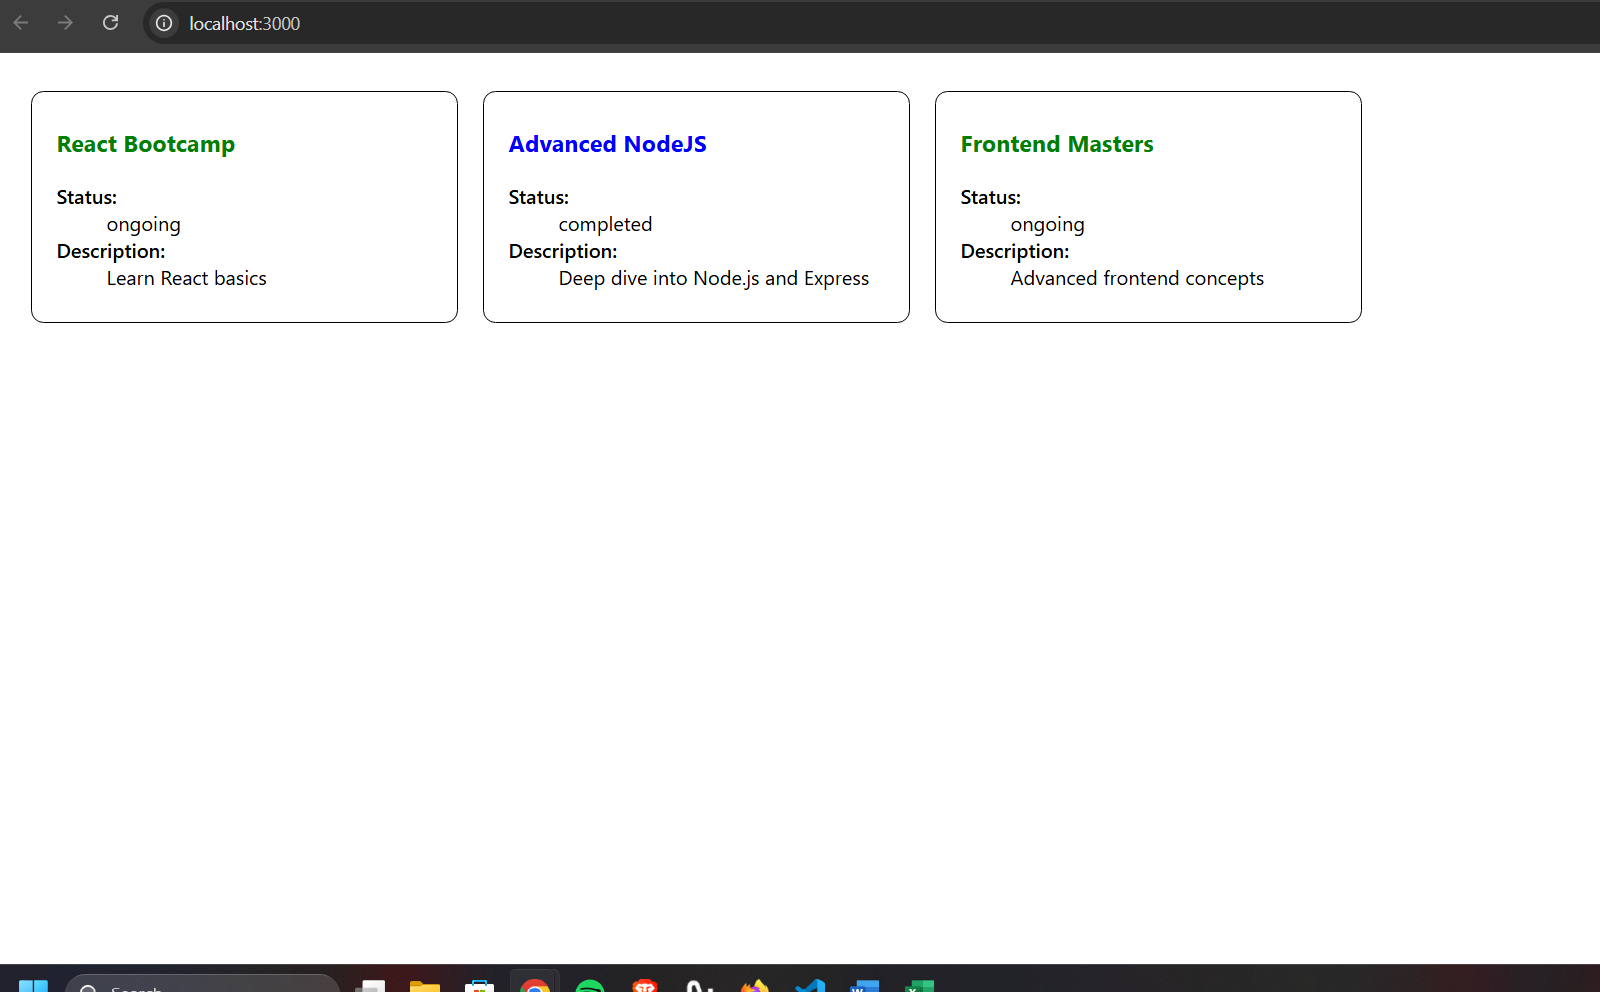 localhost:3000
React Bootcamp
Status:
ongoing
Description:
Learn React basics
Advanced NodeJS
Status:
completed
Description:
Deep dive into Node.js and Express
Frontend Masters
Status:
ongoing
Description:
Advanced frontend concepts
Search